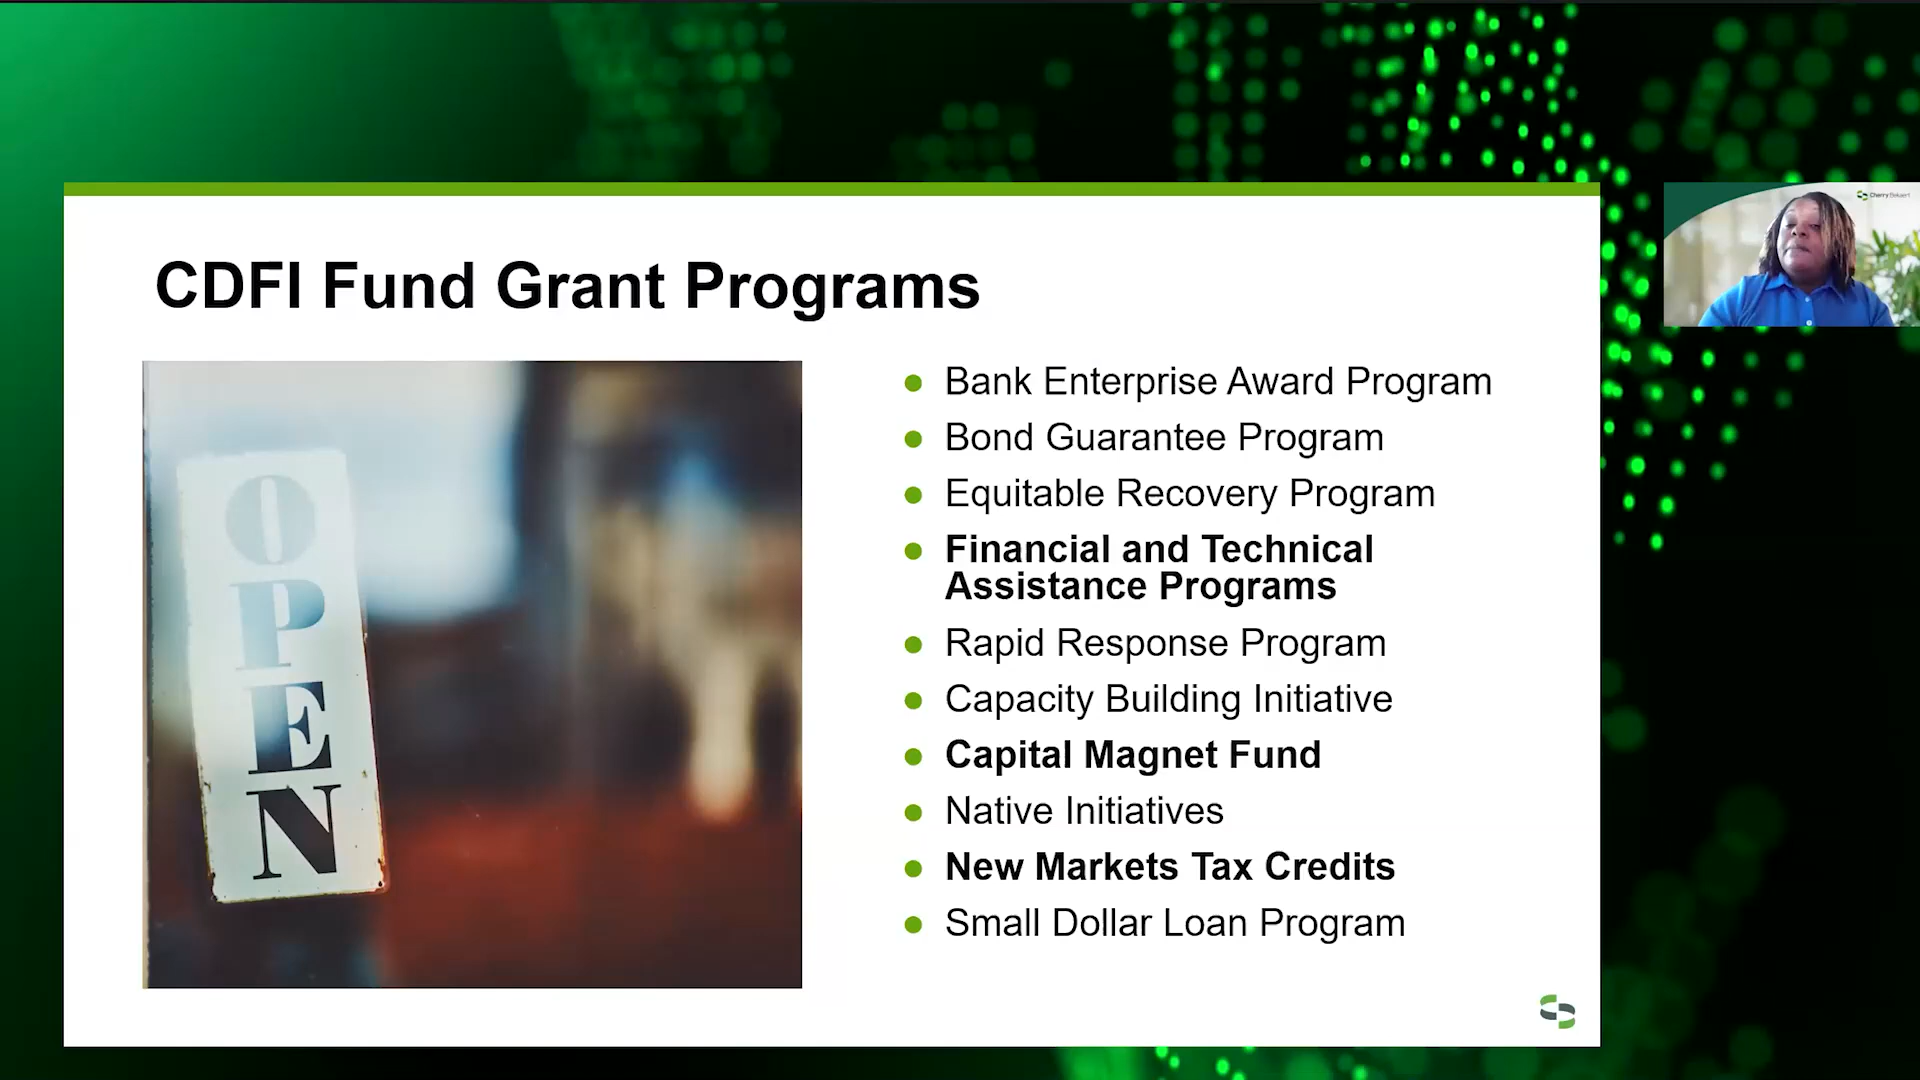 CDFI Fund Grant Programs
Cherry Bekaert
OPEN
Bank Enterprise Award Program
Bond Guarantee Program
Equitable Recovery Program
Financial and Technical
Assistance Programs
Rapid Response Program
Capacity Building Initiative
Capital Magnet Fund
Native Initiatives
New Markets Tax Credits
Small Dollar Loan Program